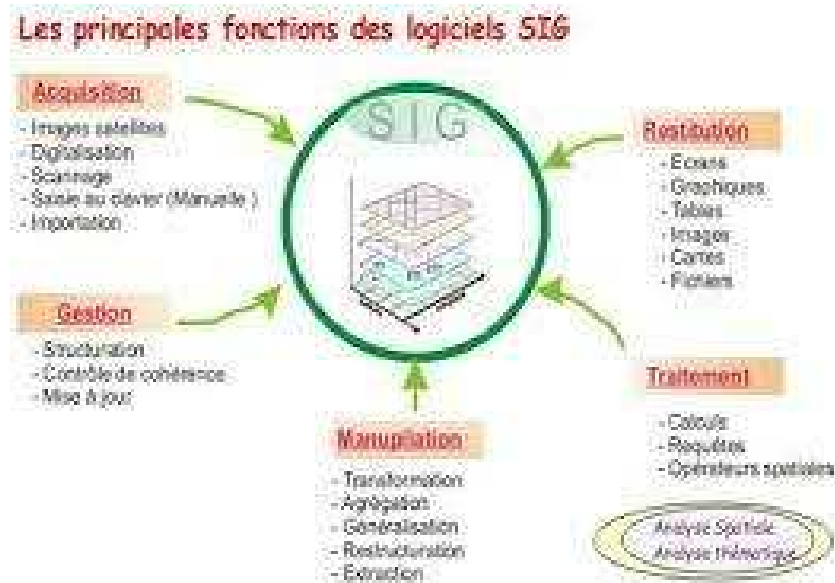 Les principales fonctions des logiciels SIG
Acquisition
- Images satellites
- Digitalisation
- Scannage
- Saisie au clavier (Manuelle )
- Importation
SIG
Restitution
- Ecrans
- Graphiques
- Tables
- Images
- Cartes
- Fichiers
Gestion
- Structuration
- Contrôle de cohérence
- Mise à jour
Manupilation
- Transformation
- Agrégation
- Généralisation
- Restructuration
- Extraction
Traitement
- Calculs
- Requêtes
- Opérateurs spatiales
Analyse Spatiale
Analyse thématique